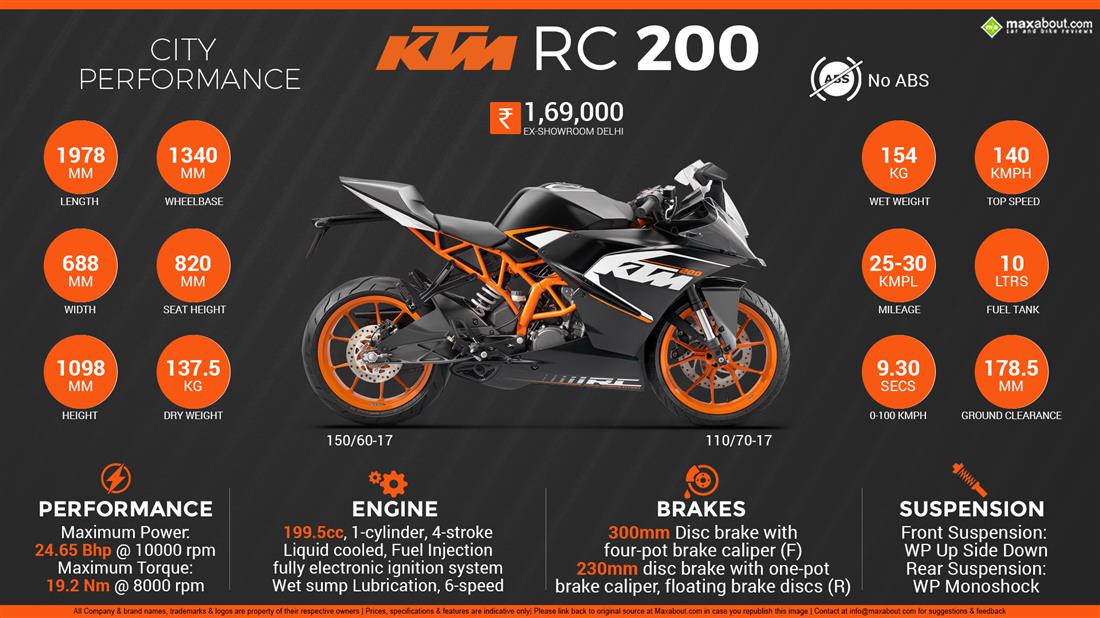 CITY
PERFORMANCE
KTM RC 200
₹ 1,69,000
EX-SHOWROOM DELHI
ABS No ABS
maxabout.com
car and bike reviews
1978
MM
LENGTH
1340
MM
WHEELBASE
688
MM
WIDTH
820
MM
SEAT HEIGHT
1098
MM
HEIGHT
137.5
KG
DRY WEIGHT
154
KG
WET WEIGHT
140
KMPH
TOP SPEED
25-30
KMPL
MILEAGE
10
LTRS
FUEL TANK
9.30
SECS
0-100 KMPH
178.5
MM
GROUND CLEARANCE
KTM 200
RC
150/60-17
110/70-17
PERFORMANCE
Maximum Power:
24.65 Bhp @ 10000 rpm
Maximum Torque:
19.2 Nm @ 8000 rpm
ENGINE
199.5cc, 1-cylinder, 4-stroke
Liquid cooled, Fuel Injection
fully electronic ignition system
Wet sump Lubrication, 6-speed
BRAKES
300mm Disc brake with
four-pot brake caliper (F)
230mm disc brake with one-pot
brake caliper, floating brake discs (R)
SUSPENSION
Front Suspension:
WP Up Side Down
Rear Suspension:
WP Monoshock
All Company & brand names, trademarks & logos are property of their respective owners | Prices, specifications & features are indicative only| Please link back to original source at Maxabout.com in case you republish this image | Contact at info@maxabout.com for suggestions & feedback